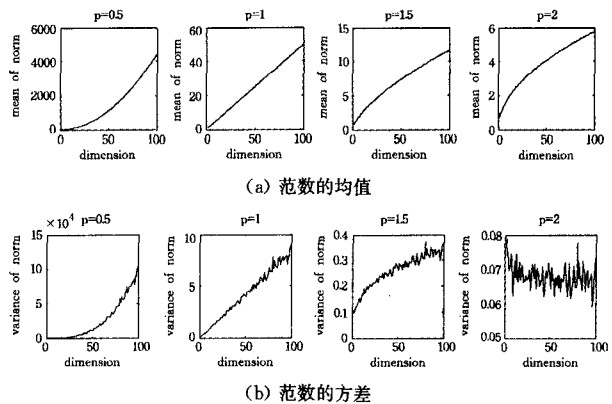 p=0.5 p=1 p=1.5 p=2
6000 60 15 6
4000 40 10 4
2000 20 5 2
0 0 0 0
mean of norm mean of norm mean of norm mean of norm
0 50 100 0 50 100 0 50 100 0 50 100
dimension dimension dimension dimension
(a) 范数的均值
×10⁴ p=0.5 p=1 p=1.5 p=2
15 10 0.4 0.08
10 0.3 0.07
5 5 0.2 0.06
0.1
0 0 0 0.05
variance of norm variance of norm variance of norm variance of norm
0 50 100 0 50 100 0 50 100 0 50 100
dimension dimension dimension dimension
(b) 范数的方差